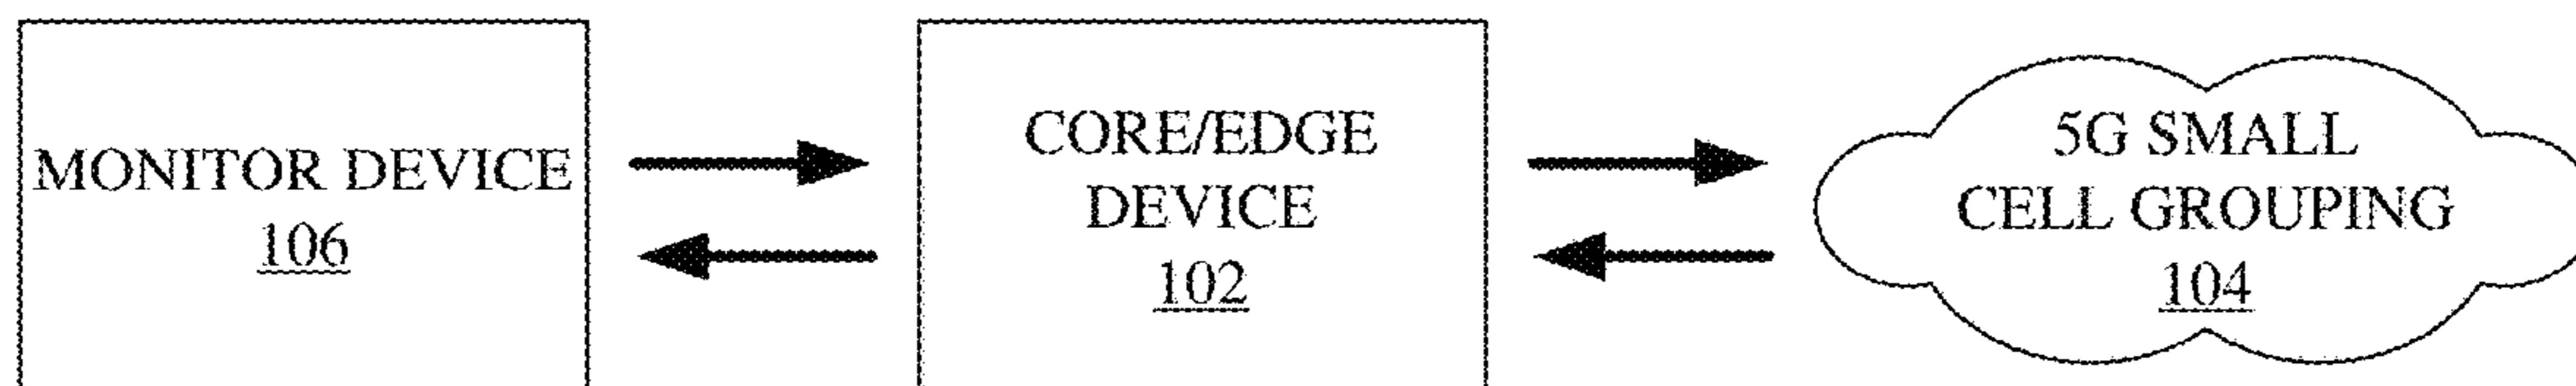 MONITOR DEVICE
106
CORE/EDGE
DEVICE
102
5G SMALL
CELL GROUPING
104